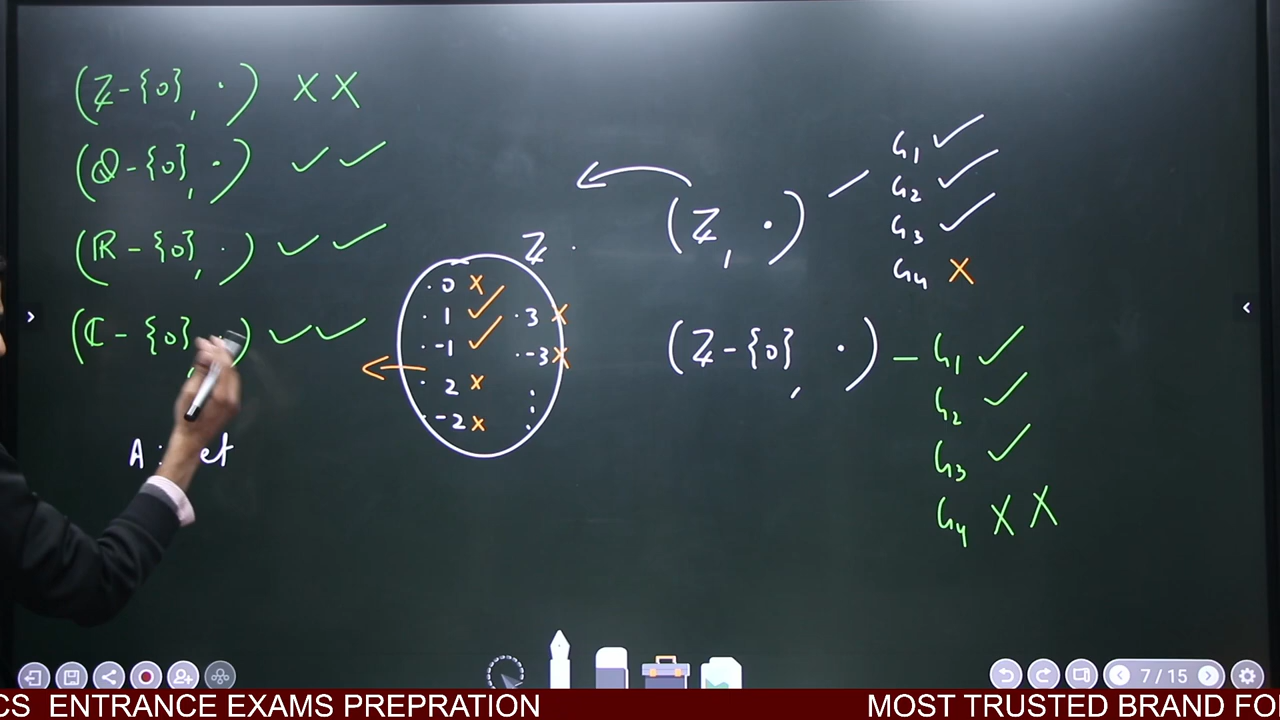 (ℤ-{0}, ·) X X
(ℚ-{0}, ·) ✓ ✓
(ℝ-{0}, ·) ✓ ✓
(ℂ-{0}, ·) ✓ ✓
A :
ℤ ·
· 0 x
· 1 ✓ · 3 x
· -1 ✓ · -3 x
· 2 x
· -2 x
(ℤ, ·)
G1 ✓
G2 ✓
G3 ✓
G4 x
(ℤ-{0}, ·) – G1 ✓
G2 ✓
G3 ✓
G4 X X
7/15
CS ENTRANCE EXAMS PREPRATION
MOST TRUSTED BRAND FO